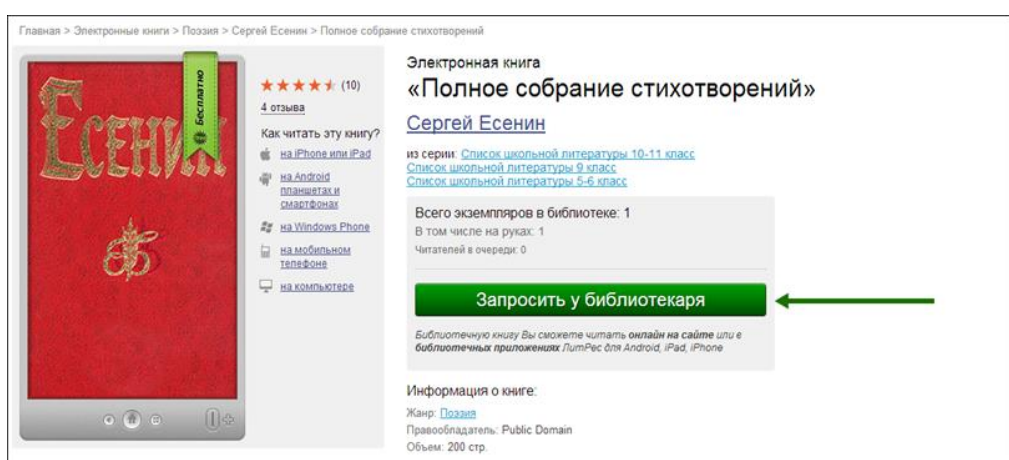 Главная > Электронные книги > Поэзия > Сергей Есенин > Полное собрание стихотворений
Есенин
Бесплатно
(10)
4 отзыва
Как читать эту книгу?
на iPhone или iPad
на Android
планшетах и
смартфонах
на Windows Phone
на мобильном
телефоне
на компьютере
Электронная книга
«Полное собрание стихотворений»
Сергей Есенин
из серии: Список школьной литературы 10-11 класс
Список школьной литературы 9 класс
Список школьной литературы 5-6 класс
Всего экземпляров в библиотеке: 1
В том числе на руках: 1
Читателей в очереди: 0
Запросить у библиотекаря
Библиотечную книгу Вы сможете читать онлайн на сайте или в
библиотечных приложениях ЛитРес для Android, iPad, iPhone
Информация о книге:
Жанр: Поэзия
Правообладатель: Public Domain
Объем: 200 стр.